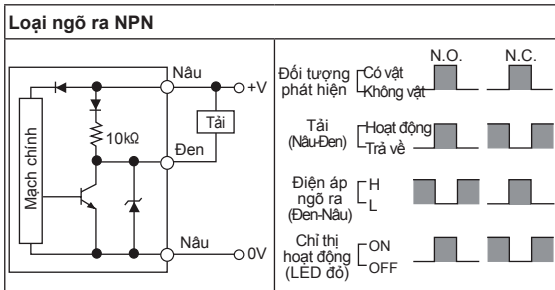 Loại ngõ ra NPN
Nâu
+V
Tải
10kΩ
Đen
Mạch chính
Nâu
0V
N.O.
N.C.
Đối tượng
phát hiện
Có vật
Không vật
Tải
(Nâu-Đen)
Hoạt động
Trả về
Điện áp
ngõ ra
(Đen-Nâu)
H
L
Chỉ thị
hoạt động
(LED đỏ)
ON
OFF